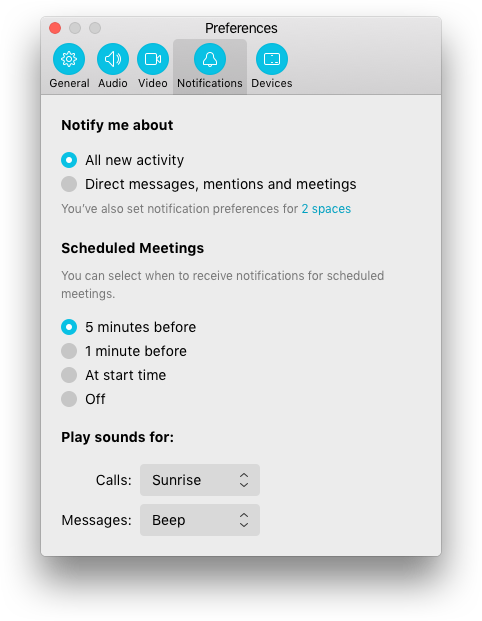 Preferences
General Audio Video Notifications Devices
Notify me about
All new activity
Direct messages, mentions and meetings
You've also set notification preferences for 2 spaces
Scheduled Meetings
You can select when to receive notifications for scheduled
meetings.
5 minutes before
1 minute before
At start time
Off
Play sounds for:
Calls: Sunrise
Messages: Beep